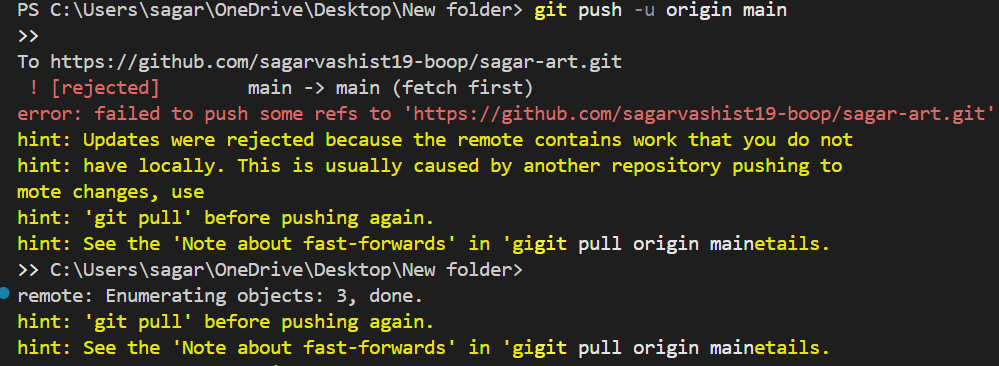 PS C:\Users\sagar\OneDrive\Desktop\New folder> git push -u origin main
>>
To https://github.com/sagarvashist19-boop/sagar-art.git
 ! [rejected]        main -> main (fetch first)
error: failed to push some refs to 'https://github.com/sagarvashist19-boop/sagar-art.git'
hint: Updates were rejected because the remote contains work that you do not
hint: have locally. This is usually caused by another repository pushing to
mote changes, use
hint: 'git pull' before pushing again.
hint: See the 'Note about fast-forwards' in 'gigit pull origin mainetails.
>> C:\Users\sagar\OneDrive\Desktop\New folder>
remote: Enumerating objects: 3, done.
hint: 'git pull' before pushing again.
hint: See the 'Note about fast-forwards' in 'gigit pull origin mainetails.